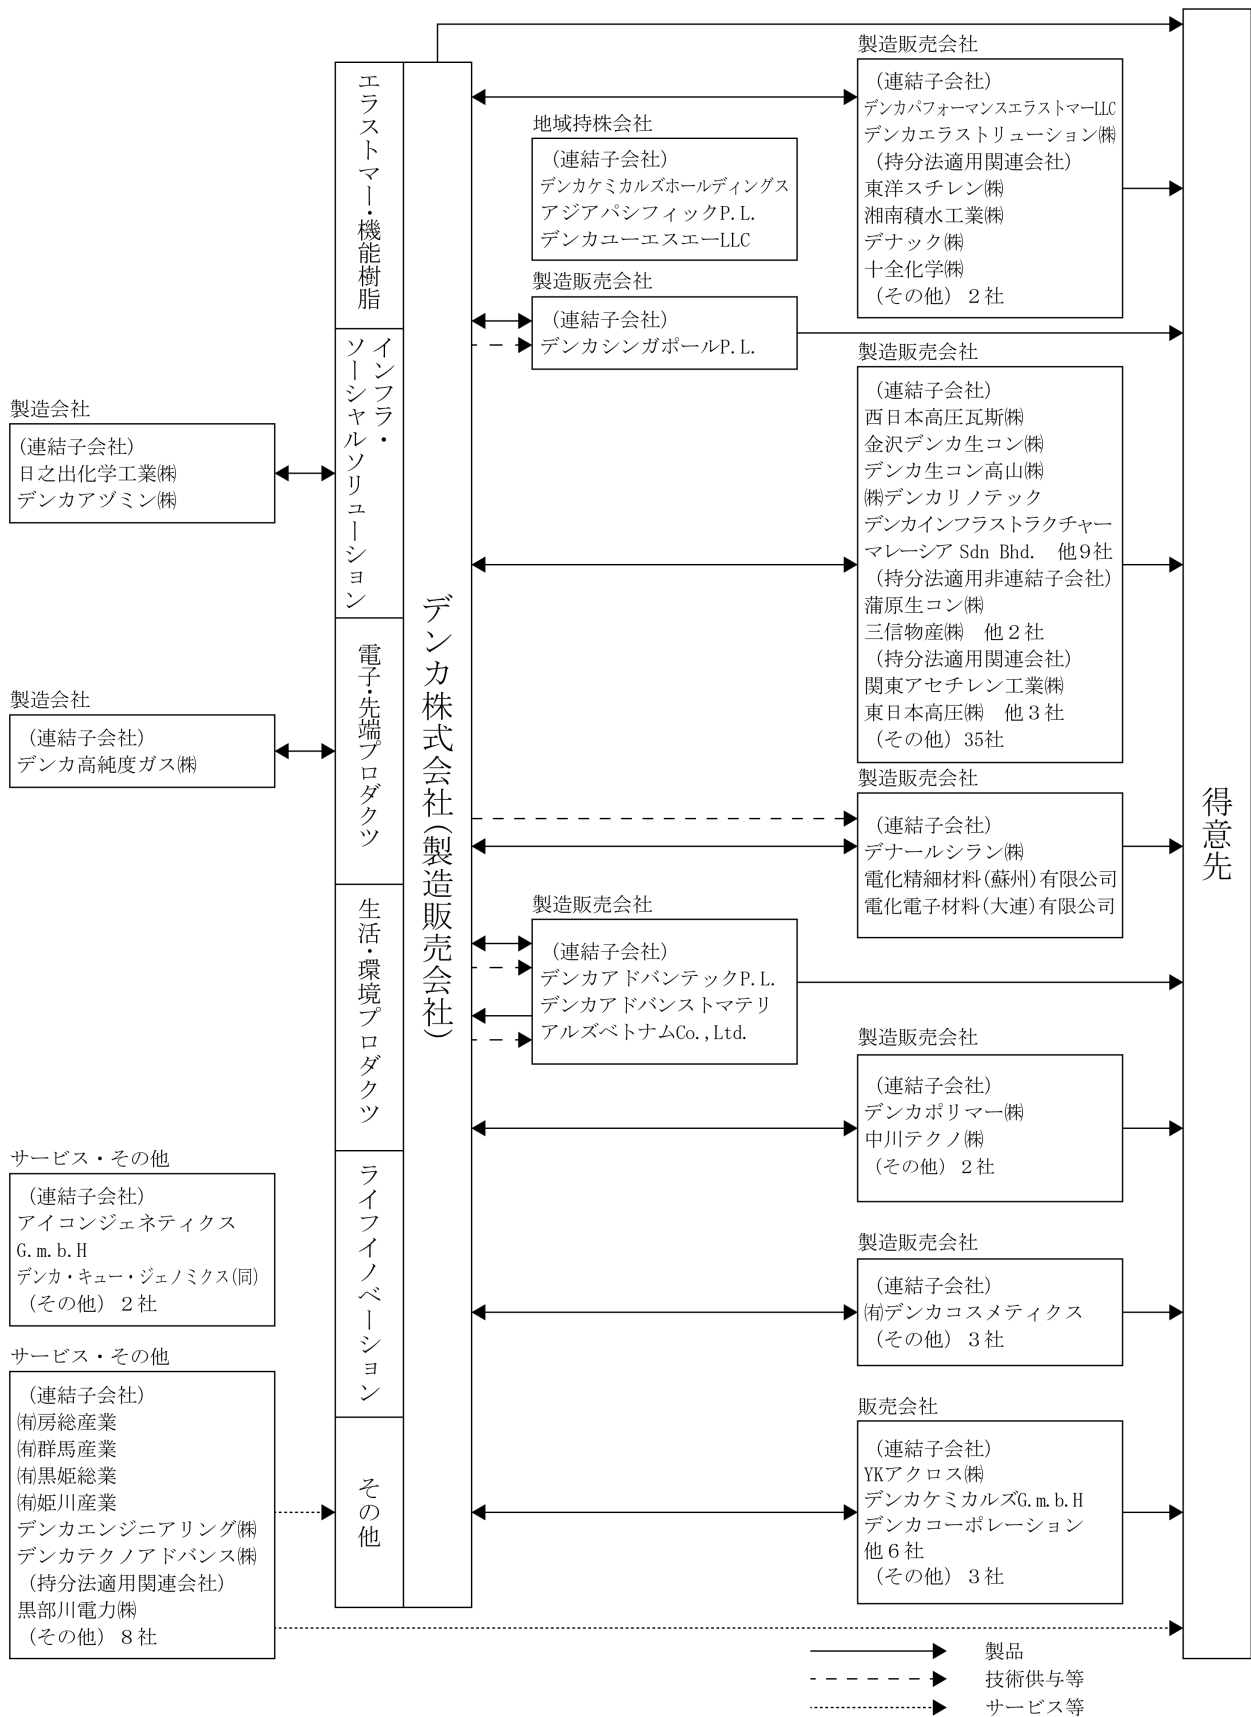 製造会社
(連結子会社)
日之出化学工業㈱
デンカアヅミン㈱
製造会社
(連結子会社)
デンカ高純度ガス㈱
サービス・その他
(連結子会社)
アイコンジェネティクス
G.m.b.H
デンカ・キュー・ジェノミクス(同)
(その他) 2社
サービス・その他
(連結子会社)
㈲房総産業
㈲群馬産業
㈲黒姫総業
㈲姫川産業
デンカエンジニアリング㈱
デンカテクノアドバンス㈱
(持分法適用関連会社)
黒部川電力㈱
(その他) 8社
エラストマー・機能樹脂
インフラ・
ソーシャルソリューション
電子・先端プロダクツ
生活・環境プロダクツ
ライフイノベーション
その他
デンカ株式会社(製造販売会社)
地域持株会社
(連結子会社)
デンカケミカルズホールディングス
アジアパシフィックP.L.
デンカユーエスエーLLC
製造販売会社
(連結子会社)
デンカシンガポールP.L.
製造販売会社
(連結子会社)
デンカアドバンテックP.L.
デンカアドバンストマテリ
アルズベトナムCo.,Ltd.
製造販売会社
(連結子会社)
デンカパフォーマンスエラストマーLLC
デンカエラストリューション㈱
(持分法適用関連会社)
東洋スチレン㈱
湘南積水工業㈱
デナック㈱
十全化学㈱
(その他) 2社
製造販売会社
(連結子会社)
西日本高圧瓦斯㈱
金沢デンカ生コン㈱
デンカ生コン高山㈱
㈱デンカリノテック
デンカインフラストラクチャー
マレーシア Sdn Bhd. 他9社
(持分法適用非連結子会社)
蒲原生コン㈱
三信物産㈱ 他2社
(持分法適用関連会社)
関東アセチレン工業㈱
東日本高圧㈱ 他3社
(その他) 35社
製造販売会社
(連結子会社)
デナールシラン㈱
電化精細材料(蘇州)有限公司
電化電子材料(大連)有限公司
製造販売会社
(連結子会社)
デンカポリマー㈱
中川テクノ㈱
(その他) 2社
製造販売会社
(連結子会社)
㈲デンカコスメティクス
(その他) 3社
販売会社
(連結子会社)
YKアクロス㈱
デンカケミカルズG.m.b.H
デンカコーポレーション
他6社
(その他) 3社
得意先
製品
技術供与等
サービス等